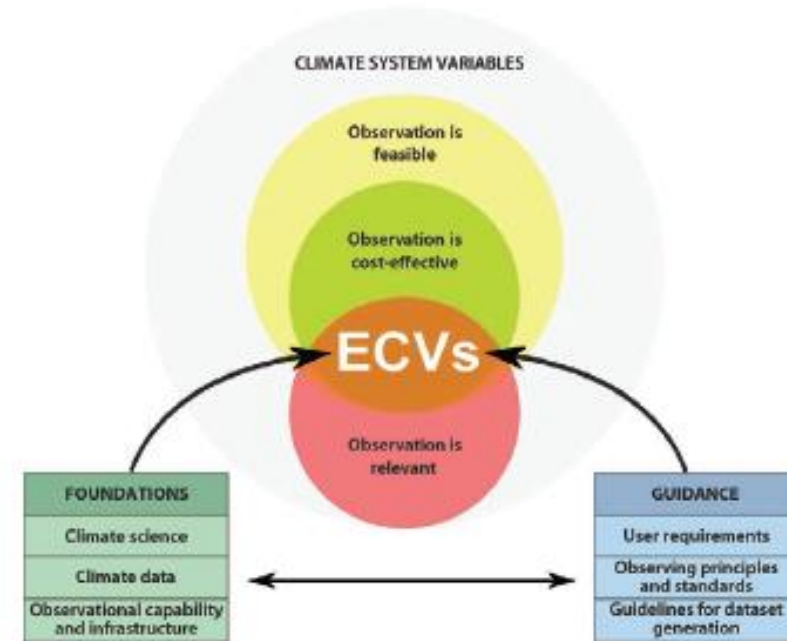 CLIMATE SYSTEM VARIABLES
Observation is
feasible
Observation is
cost-effective
ECVs
Observation is
relevant
FOUNDATIONS
Climate science
Climate data
Observational capability
and infrastructure
GUIDANCE
User requirements
Observing principles
and standards
Guidelines for dataset
generation